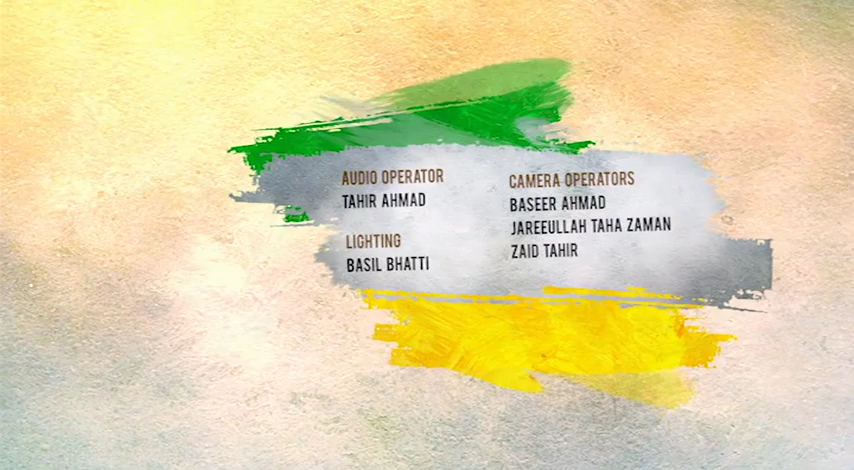 AUDIO OPERATOR
TAHIR AHMAD
LIGHTING
BASIL BHATTI
CAMERA OPERATORS
BASEER AHMAD
JAREEULLAH TAHA ZAMAN
ZAID TAHIR